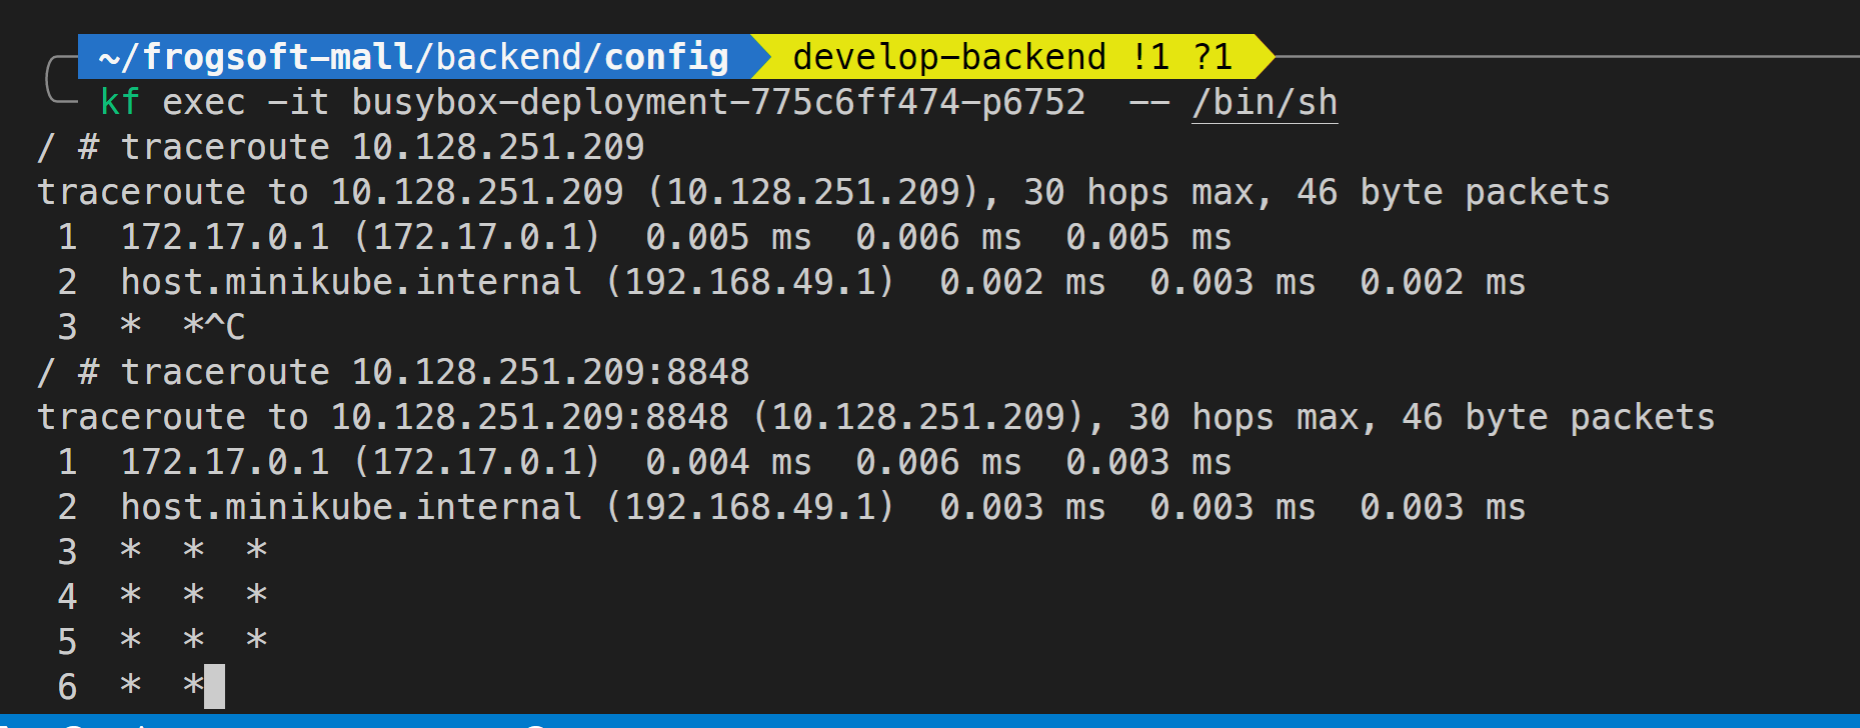 ~/frogsoft-mall/backend/config develop-backend !1 ?1
kf exec -it busybox-deployment-775c6ff474-p6752  -- /bin/sh
/ # traceroute 10.128.251.209
traceroute to 10.128.251.209 (10.128.251.209), 30 hops max, 46 byte packets
 1  172.17.0.1 (172.17.0.1)  0.005 ms  0.006 ms  0.005 ms
 2  host.minikube.internal (192.168.49.1)  0.002 ms  0.003 ms  0.002 ms
 3  *  *^C
/ # traceroute 10.128.251.209:8848
traceroute to 10.128.251.209:8848 (10.128.251.209), 30 hops max, 46 byte packets
 1  172.17.0.1 (172.17.0.1)  0.004 ms  0.006 ms  0.003 ms
 2  host.minikube.internal (192.168.49.1)  0.003 ms  0.003 ms  0.003 ms
 3  *  *  *
 4  *  *  *
 5  *  *  *
 6  *  *